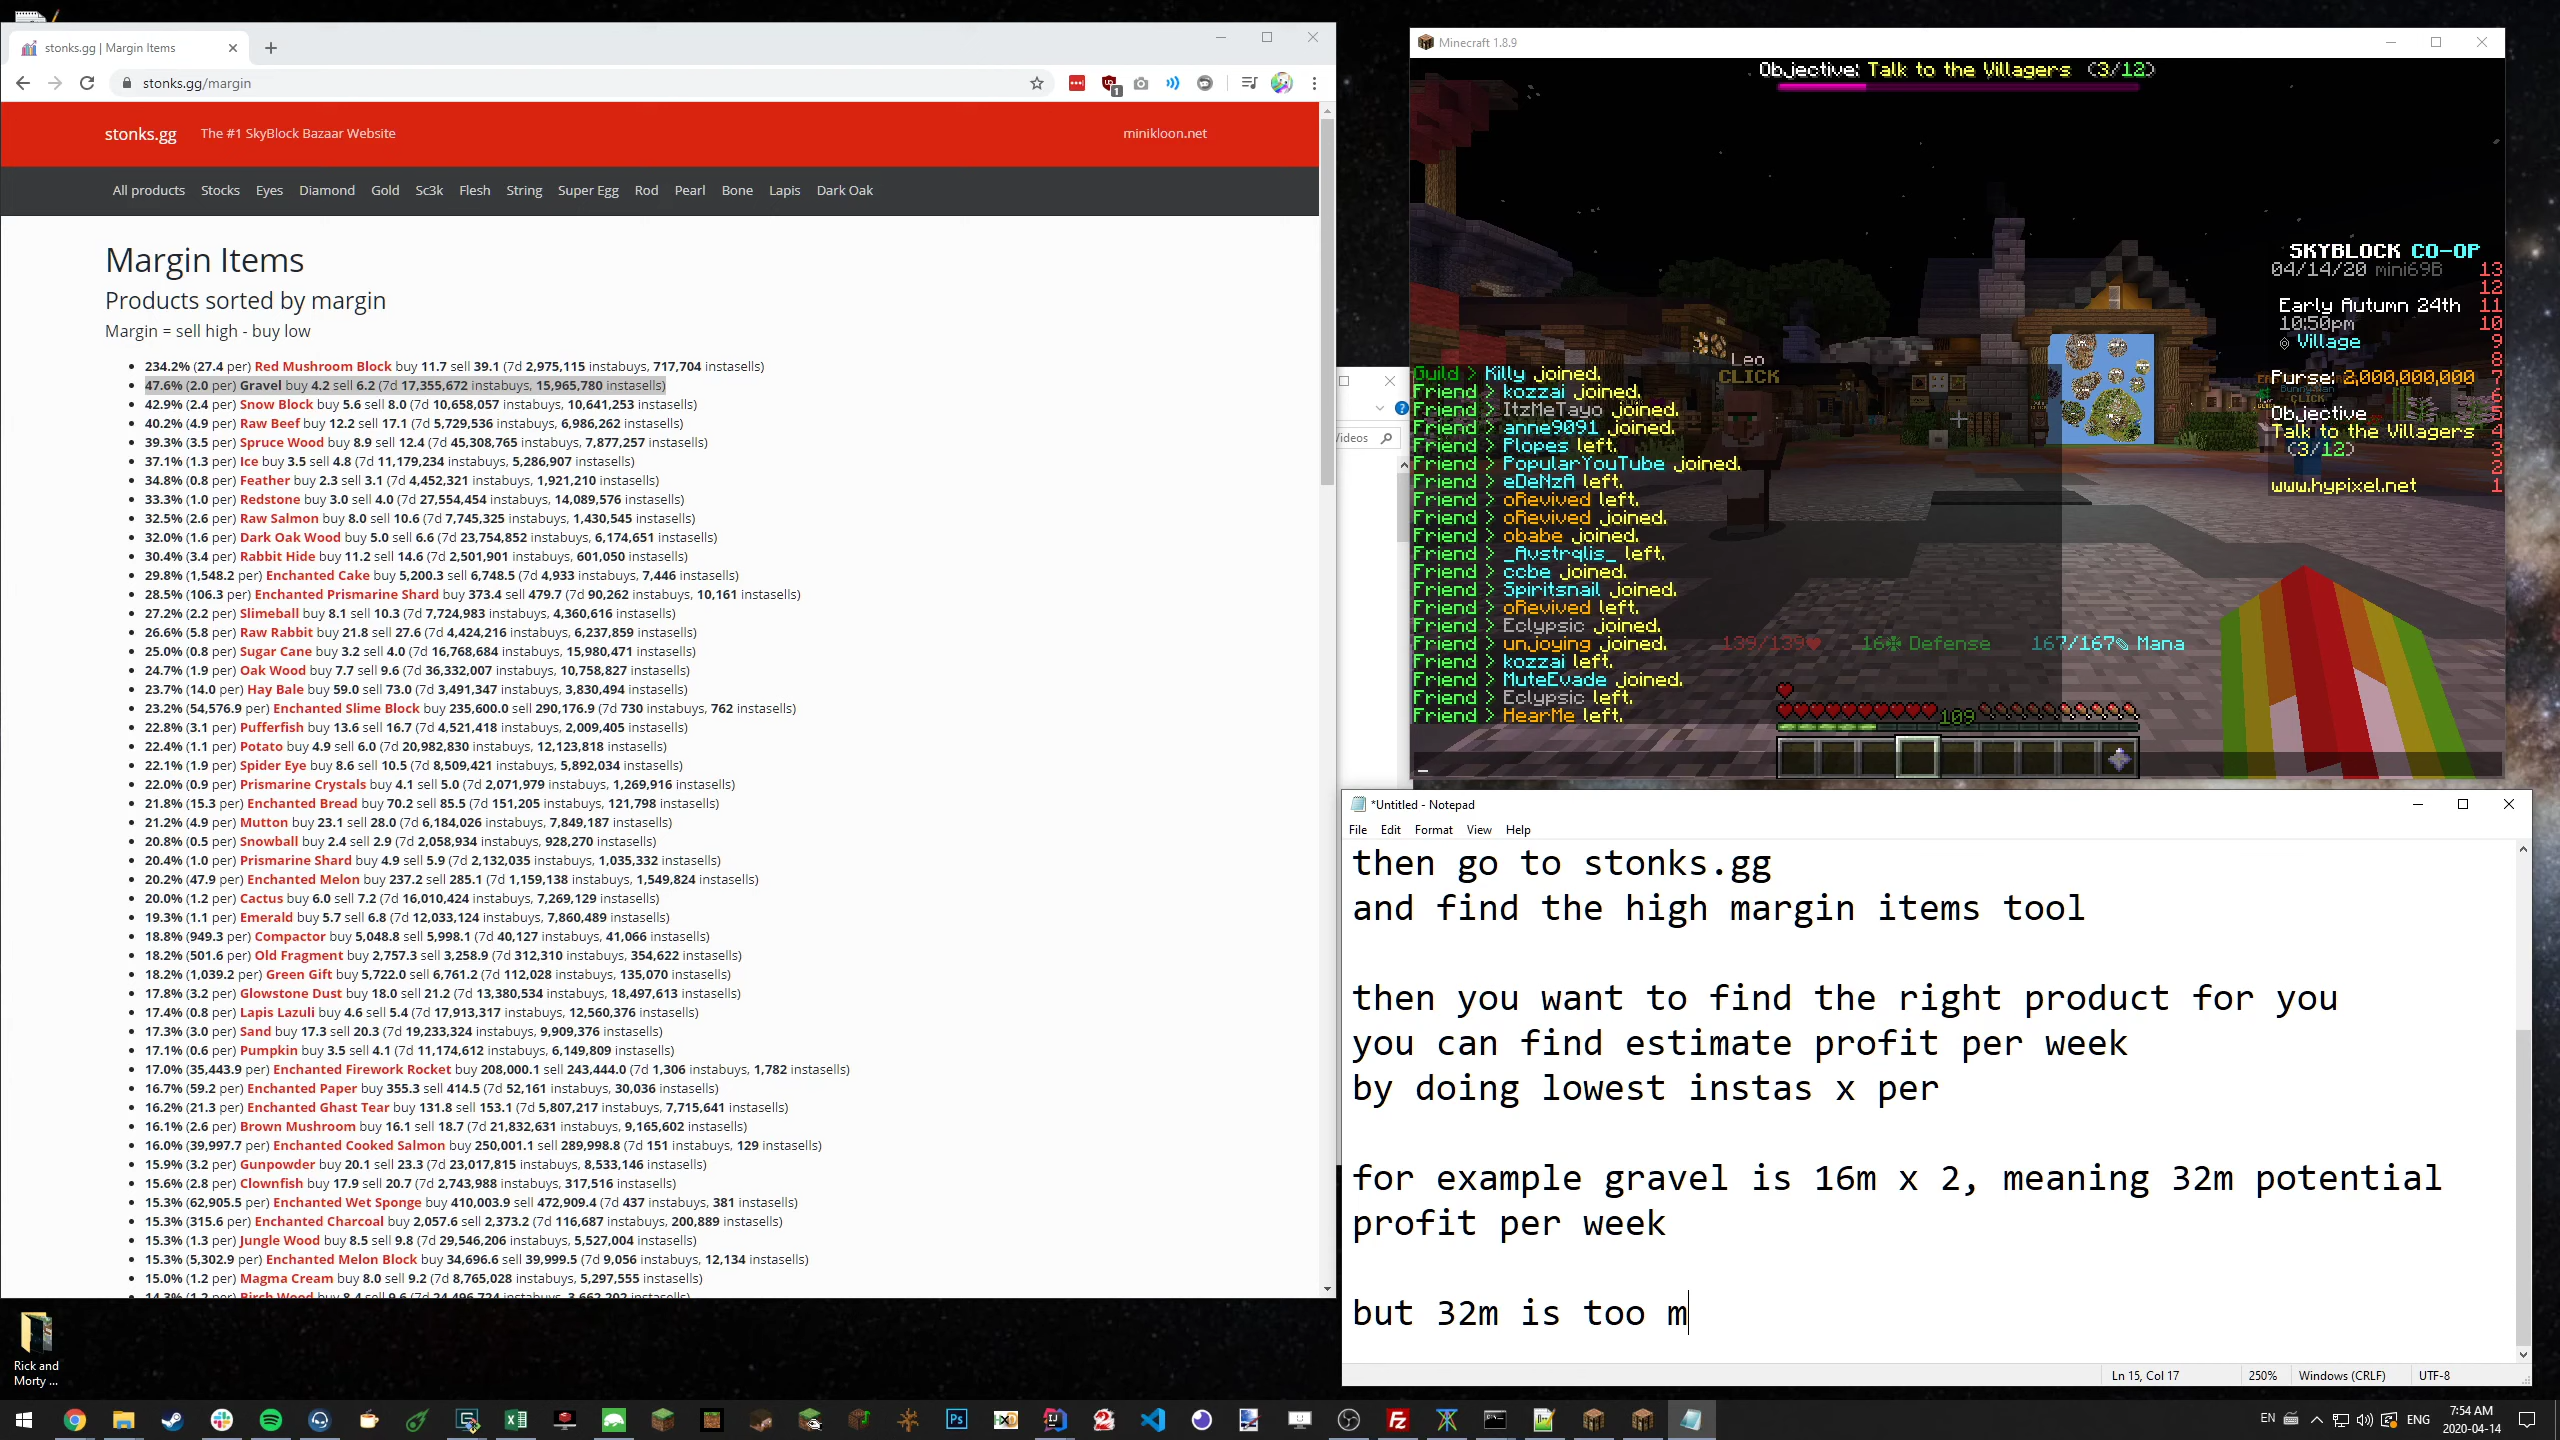 stonks.gg | Margin Items
stonks.gg/margin
1
stonks.gg
The #1 SkyBlock Bazaar Website
minikloon.net
All products Stocks Eyes Diamond Gold Sc3k Flesh String Super Egg Rod Pearl Bone Lapis Dark Oak
Margin Items
Products sorted by margin
Margin = sell high - buy low
234.2% (27.4 per) Red Mushroom Block buy 11.7 sell 39.1 (7d 2,975,115 instabuys, 717,704 instasells)
47.6% (2.0 per) Gravel buy 4.2 sell 6.2 (7d 17,355,672 instabuys, 15,965,780 instasells)
42.9% (2.4 per) Snow Block buy 5.6 sell 8.0 (7d 10,658,057 instabuys, 10,641,253 instasells)
40.2% (4.9 per) Raw Beef buy 12.2 sell 17.1 (7d 5,729,536 instabuys, 6,986,262 instasells)
39.3% (3.5 per) Spruce Wood buy 8.9 sell 12.4 (7d 45,308,765 instabuys, 7,877,257 instasells)
37.1% (1.3 per) Ice buy 3.5 sell 4.8 (7d 11,179,234 instabuys, 5,286,907 instasells)
34.8% (0.8 per) Feather buy 2.3 sell 3.1 (7d 4,452,321 instabuys, 1,921,210 instasells)
33.3% (1.0 per) Redstone buy 3.0 sell 4.0 (7d 27,554,454 instabuys, 14,089,576 instasells)
32.5% (2.6 per) Raw Salmon buy 8.0 sell 10.6 (7d 7,745,325 instabuys, 1,430,545 instasells)
32.0% (1.6 per) Dark Oak Wood buy 5.0 sell 6.6 (7d 23,754,852 instabuys, 6,174,651 instasells)
30.4% (3.4 per) Rabbit Hide buy 11.2 sell 14.6 (7d 2,501,901 instabuys, 601,050 instasells)
29.8% (1,548.2 per) Enchanted Cake buy 5,200.3 sell 6,748.5 (7d 4,933 instabuys, 7,446 instasells)
28.5% (106.3 per) Enchanted Prismarine Shard buy 373.4 sell 479.7 (7d 90,262 instabuys, 10,161 instasells)
27.2% (2.2 per) Slimeball buy 8.1 sell 10.3 (7d 7,724,983 instabuys, 4,360,616 instasells)
26.6% (5.8 per) Raw Rabbit buy 21.8 sell 27.6 (7d 4,424,216 instabuys, 6,237,859 instasells)
25.0% (0.8 per) Sugar Cane buy 3.2 sell 4.0 (7d 16,768,684 instabuys, 15,980,471 instasells)
24.7% (1.9 per) Oak Wood buy 7.7 sell 9.6 (7d 36,332,007 instabuys, 10,758,827 instasells)
23.7% (14.0 per) Hay Bale buy 59.0 sell 73.0 (7d 3,491,347 instabuys, 3,830,494 instasells)
23.2% (54,576.9 per) Enchanted Slime Block buy 235,600.0 sell 290,176.9 (7d 730 instabuys, 762 instasells)
22.8% (3.1 per) Pufferfish buy 13.6 sell 16.7 (7d 4,521,418 instabuys, 2,009,405 instasells)
22.4% (1.1 per) Potato buy 4.9 sell 6.0 (7d 20,982,830 instabuys, 12,123,818 instasells)
22.1% (1.9 per) Spider Eye buy 8.6 sell 10.5 (7d 8,509,421 instabuys, 5,892,034 instasells)
22.0% (0.9 per) Prismarine Crystals buy 4.1 sell 5.0 (7d 2,071,979 instabuys, 1,269,916 instasells)
21.8% (15.3 per) Enchanted Bread buy 70.2 sell 85.5 (7d 151,205 instabuys, 121,798 instasells)
21.2% (4.9 per) Mutton buy 23.1 sell 28.0 (7d 6,184,026 instabuys, 7,849,187 instasells)
20.8% (0.5 per) Snowball buy 2.4 sell 2.9 (7d 2,058,934 instabuys, 928,270 instasells)
20.4% (1.0 per) Prismarine Shard buy 4.9 sell 5.9 (7d 2,132,035 instabuys, 1,035,332 instasells)
20.2% (47.9 per) Enchanted Melon buy 237.2 sell 285.1 (7d 1,159,138 instabuys, 1,549,824 instasells)
20.0% (1.2 per) Cactus buy 6.0 sell 7.2 (7d 16,010,424 instabuys, 7,269,129 instasells)
19.3% (1.1 per) Emerald buy 5.7 sell 6.8 (7d 12,033,124 instabuys, 7,860,489 instasells)
18.8% (949.3 per) Compactor buy 5,048.8 sell 5,998.1 (7d 40,127 instabuys, 41,066 instasells)
18.2% (501.6 per) Old Fragment buy 2,757.3 sell 3,258.9 (7d 312,310 instabuys, 354,622 instasells)
18.2% (1,039.2 per) Green Gift buy 5,722.0 sell 6,761.2 (7d 112,028 instabuys, 135,070 instasells)
17.8% (3.2 per) Glowstone Dust buy 18.0 sell 21.2 (7d 13,380,534 instabuys, 18,497,613 instasells)
17.4% (0.8 per) Lapis Lazuli buy 4.6 sell 5.4 (7d 17,913,317 instabuys, 12,560,376 instasells)
17.3% (3.0 per) Sand buy 17.3 sell 20.3 (7d 19,233,324 instabuys, 9,909,376 instasells)
17.1% (0.6 per) Pumpkin buy 3.5 sell 4.1 (7d 11,174,612 instabuys, 6,149,809 instasells)
17.0% (35,443.9 per) Enchanted Firework Rocket buy 208,000.1 sell 243,444.0 (7d 1,306 instabuys, 1,782 instasells)
16.7% (59.2 per) Enchanted Paper buy 355.3 sell 414.5 (7d 52,161 instabuys, 30,036 instasells)
16.2% (21.3 per) Enchanted Ghast Tear buy 131.8 sell 153.1 (7d 5,807,217 instabuys, 7,715,641 instasells)
16.1% (2.6 per) Brown Mushroom buy 16.1 sell 18.7 (7d 21,832,631 instabuys, 9,165,602 instasells)
16.0% (39,997.7 per) Enchanted Cooked Salmon buy 250,001.1 sell 289,998.8 (7d 151 instabuys, 129 instasells)
15.9% (3.2 per) Gunpowder buy 20.1 sell 23.3 (7d 23,017,815 instabuys, 8,533,146 instasells)
15.6% (2.8 per) Clownfish buy 17.9 sell 20.7 (7d 2,743,988 instabuys, 317,516 instasells)
15.3% (62,905.5 per) Enchanted Wet Sponge buy 410,003.9 sell 472,909.4 (7d 437 instabuys, 381 instasells)
15.3% (315.6 per) Enchanted Charcoal buy 2,057.6 sell 2,373.2 (7d 116,687 instabuys, 200,889 instasells)
15.3% (1.3 per) Jungle Wood buy 8.5 sell 9.8 (7d 29,546,206 instabuys, 5,527,004 instasells)
15.3% (5,302.9 per) Enchanted Melon Block buy 34,696.6 sell 39,999.5 (7d 9,056 instabuys, 12,134 instasells)
15.0% (1.2 per) Magma Cream buy 8.0 sell 9.2 (7d 8,765,028 instabuys, 5,297,555 instasells)
14.3% (1.2 per) Birch Wood buy 8.4 sell 9.6 (7d 24,496,724 instabuys, 3,662,202 instasells)
Videos
Minecraft 1.8.9
Objective: Talk to the Villagers (3/12)
Leo
CLICK
SKYBLOCK CO-OP
04/14/20 mini69B 13
12
Early Autumn 24th 11
10:50pm 10
Village 9
8
Purse: 2,000,000,000 7
6
Objective 5
Talk to the Villagers 4
(3/12) 3
2
www.hypixel.net 1
CLICK
Guild > Killy joined.
Friend > kozzai joined.
Friend > ItzMeTayo joined.
Friend > anne9091 joined.
Friend > Plopes left.
Friend > PopularYouTube joined.
Friend > eDeNzA left.
Friend > oRevived left.
Friend > oRevived joined.
Friend > obabe joined.
Friend > _Avstrqlis_ left.
Friend > ccbe joined.
Friend > Spiritsnail joined.
Friend > oRevived left.
Friend > Eclypsic joined.
Friend > unjoying joined.
Friend > kozzai left.
Friend > MuteEvade joined.
Friend > Eclypsic left.
Friend > HearMe left.
139/139❤ 16 Defense 167/167 Mana
109
*Untitled - Notepad
File Edit Format View Help
then go to stonks.gg
and find the high margin items tool
then you want to find the right product for you
you can find estimate profit per week
by doing lowest instas x per
for example gravel is 16m x 2, meaning 32m potential
profit per week
but 32m is too m
Ln 15, Col 17 250% Windows (CRLF) UTF-8
Rick and
Morty ...
Ps
HxD
IJ
Fz
EN
ENG
7:54 AM
2020-04-14